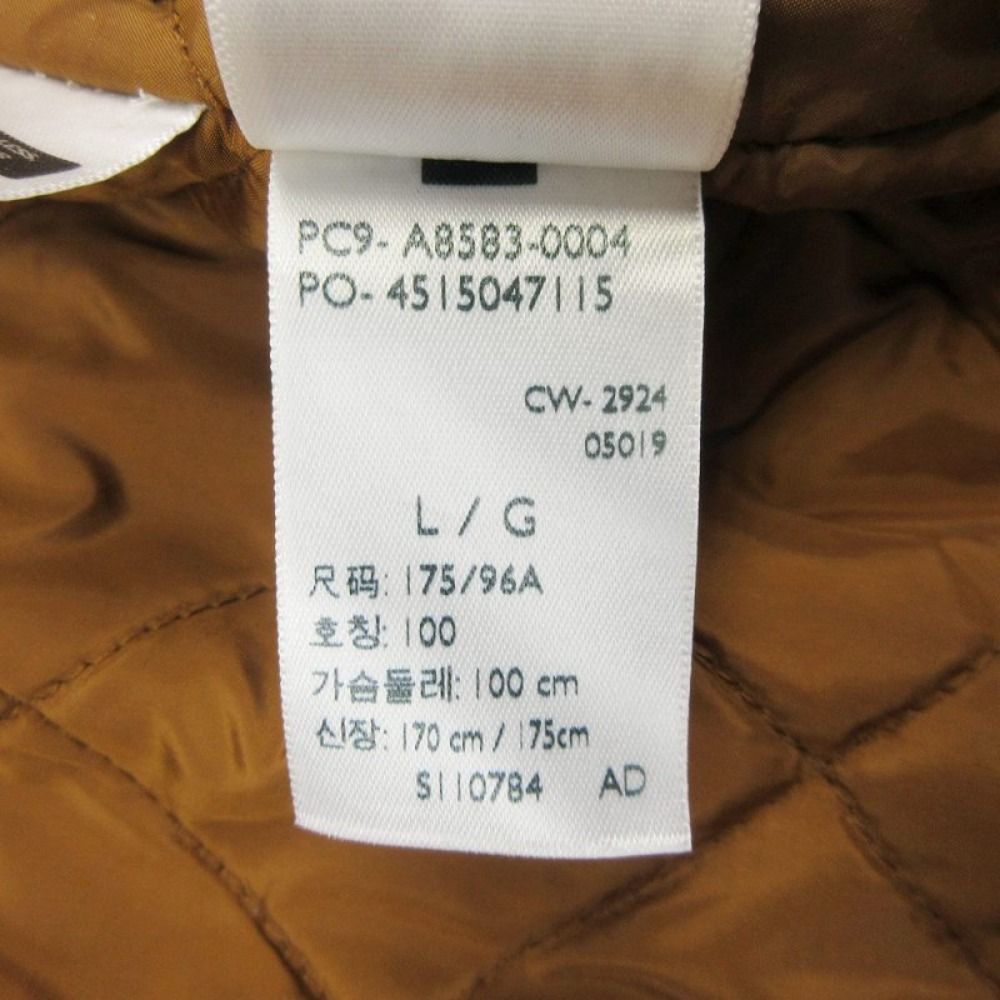 PC9- A8583-0004
PO- 4515047115
CW- 2924
05019
L / G
尺码: 175/96A
호칭: 100
가슴둘레: 100 cm
신장: 170 cm / 175cm
S110784 AD